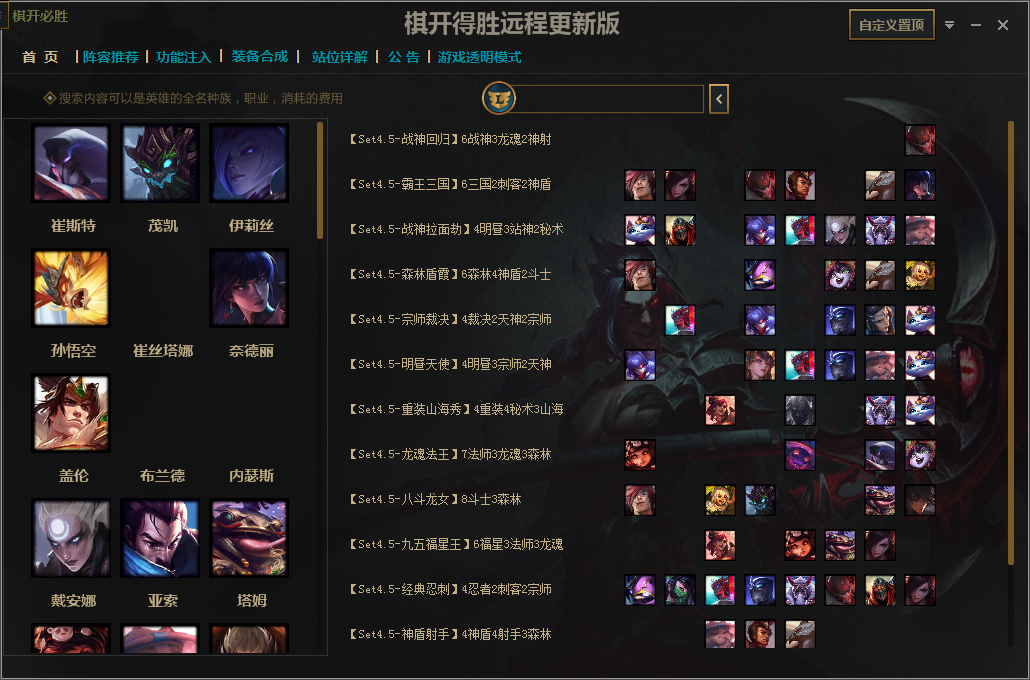 棋开必胜
棋开得胜远程更新版
自定义置顶
首 页 | 阵容推荐 | 功能注入 | 装备合成 | 站位详解 | 公 告 | 游戏透明模式
搜索内容可以是英雄的全名种族，职业，消耗的费用
L
崔斯特 茂凯 伊莉丝
孙悟空 崔丝塔娜 奈德丽
盖伦 布兰德 内瑟斯
戴安娜 亚索 塔姆
【Set4.5-战神回归】6战神3龙魂2神射
【Set4.5-霸王三国】6三国2刺客2神盾
【Set4.5-战神拉面劫】4明昼3站神2秘术
【Set4.5-森林盾霞】6森林4神盾2斗士
【Set4.5-宗师裁决】4裁决2天神2宗师
【Set4.5-明昼天使】4明昼3宗师2天神
【Set4.5-重装山海秀】4重装4秘术3山海
【Set4.5-龙魂法王】7法师3龙魂3森林
【Set4.5-八斗龙女】8斗士3森林
【Set4.5-九五福星王】6福星3法师3龙魂
【Set4.5-经典忍刺】4忍者2刺客2宗师
【Set4.5-神盾射手】4神盾4射手3森林